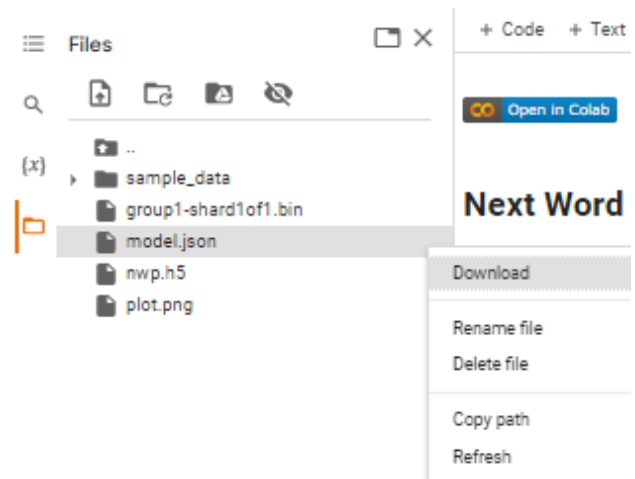 Files
+ Code + Text
CO Open in Colab
{x}
..
sample_data
group1-shard1of1.bin
Next Word
model.json
Download
nwp.h5
plot.png
Rename file
Delete file
Copy path
Refresh